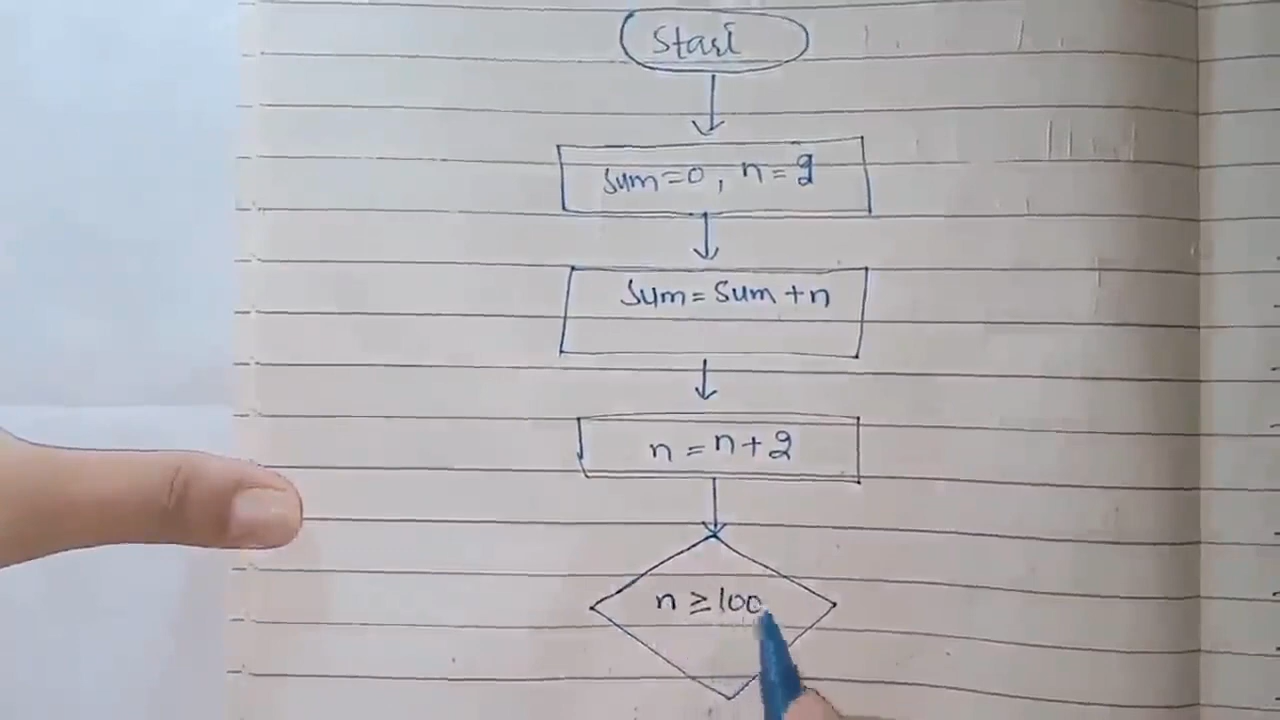 Start
Sum=0, n=2
Sum=Sum+n
n=n+2
n≥100